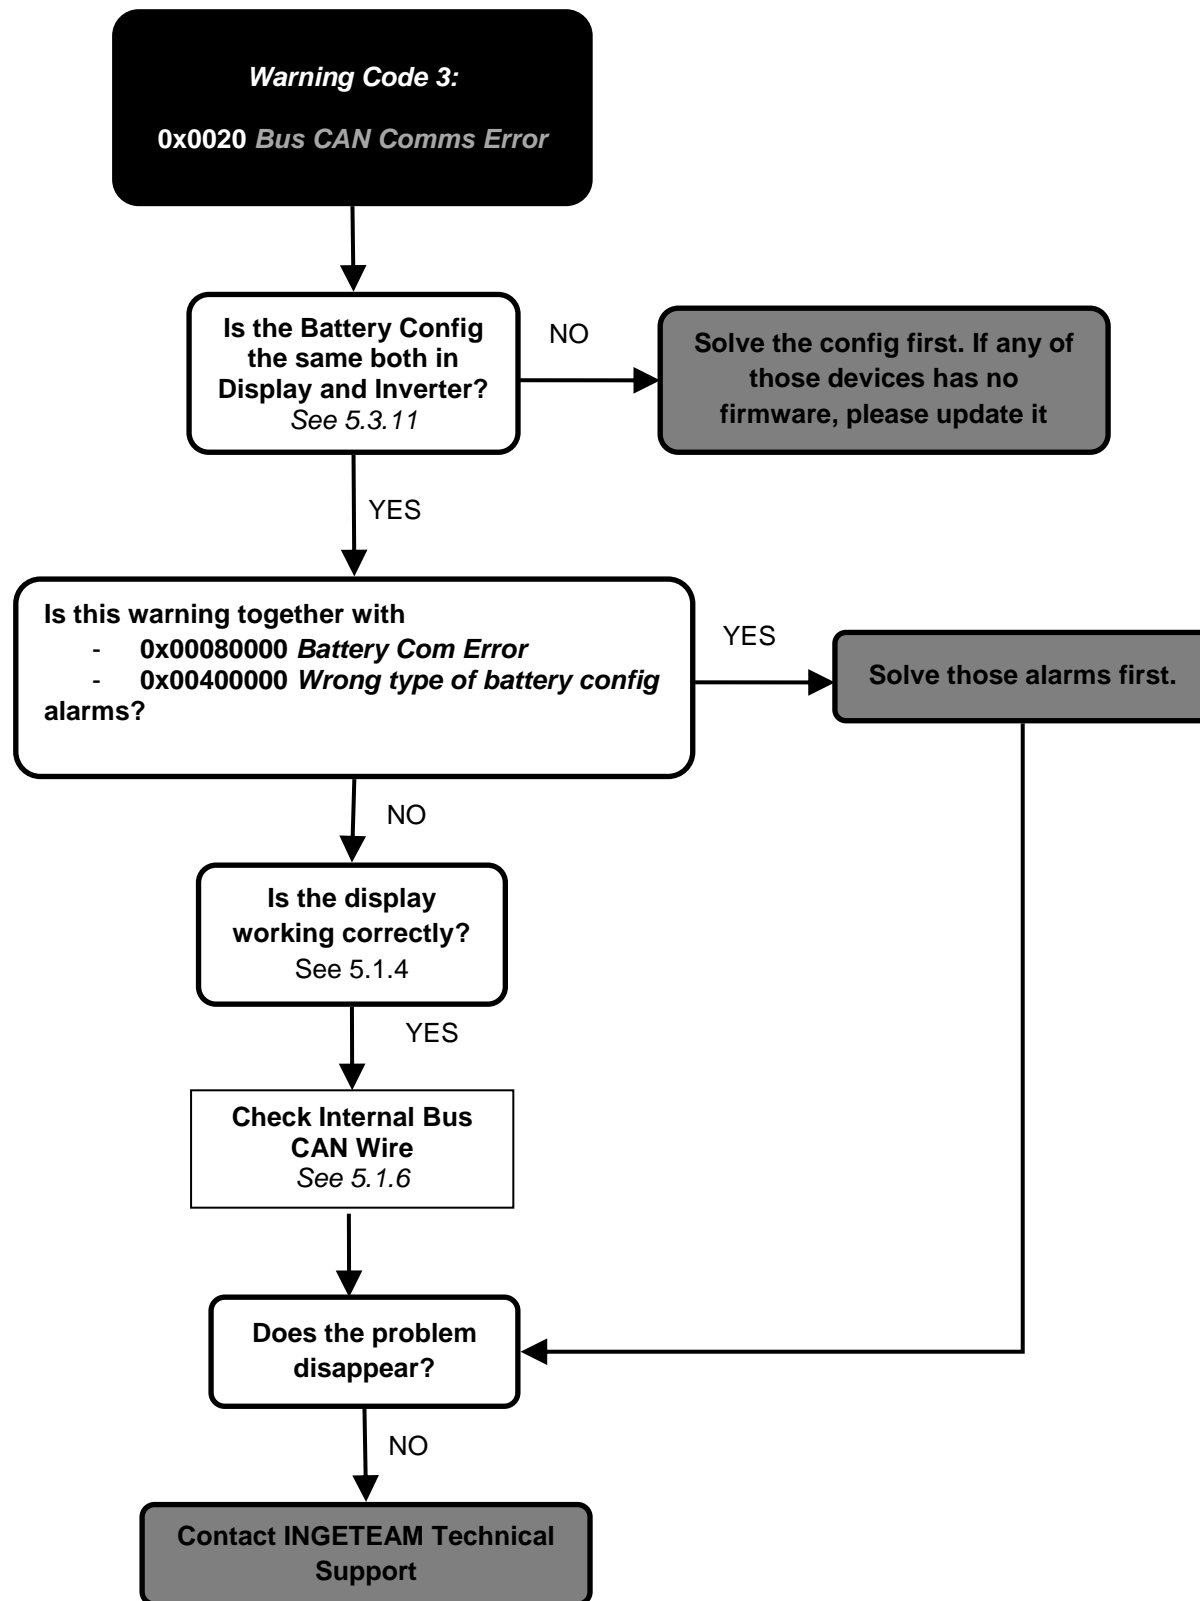 Warning Code 3:
0x0020 Bus CAN Comms Error
Is the Battery Config
the same both in
Display and Inverter?
See 5.3.11
NO
Solve the config first. If any of
those devices has no
firmware, please update it
YES
Is this warning together with
- 0x00080000 Battery Com Error
- 0x00400000 Wrong type of battery config
alarms?
YES
Solve those alarms first.
NO
Is the display
working correctly?
See 5.1.4
YES
Check Internal Bus
CAN Wire
See 5.1.6
Does the problem
disappear?
NO
Contact INGETEAM Technical
Support